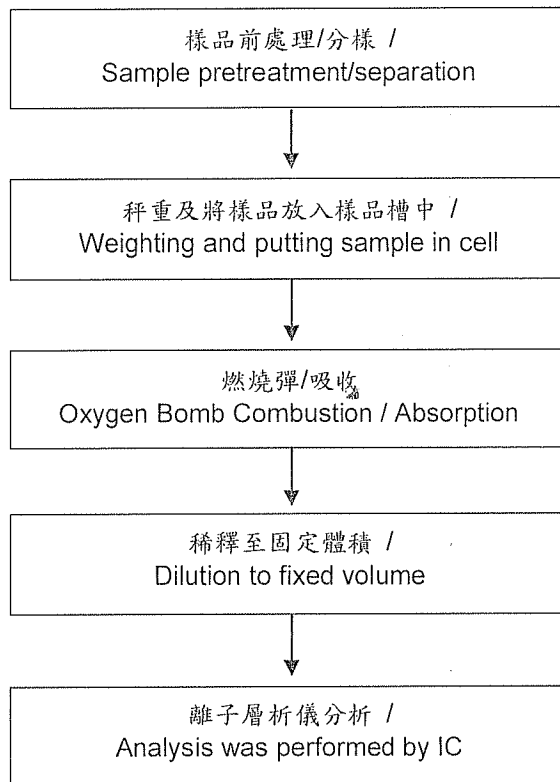 樣品前處理/分樣 /
Sample pretreatment/separation
秤重及將樣品放入樣品槽中 /
Weighting and putting sample in cell
燃燒彈/吸收
Oxygen Bomb Combustion / Absorption
稀釋至固定體積 /
Dilution to fixed volume
離子層析儀分析 /
Analysis was performed by IC